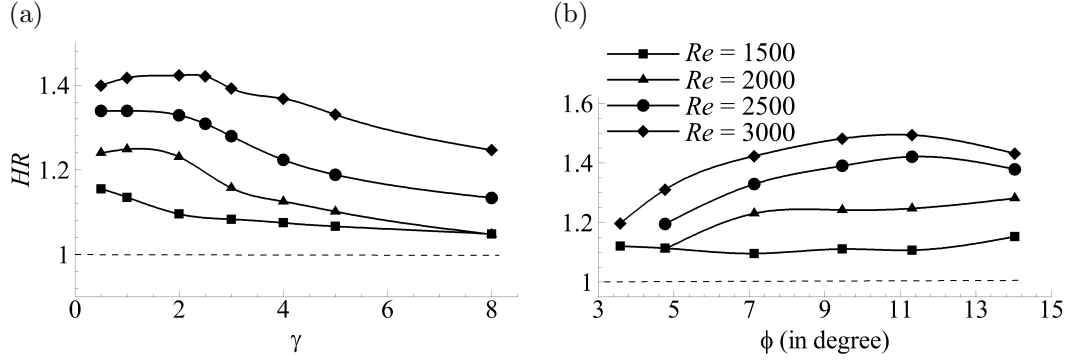 (a)
HR
1.4
1.2
1
0 2 4 6 8
γ
(b)
Re = 1500
Re = 2000
Re = 2500
Re = 3000
1.6
1.4
1.2
1
3 5 7 9 11 13 15
ϕ (in degree)